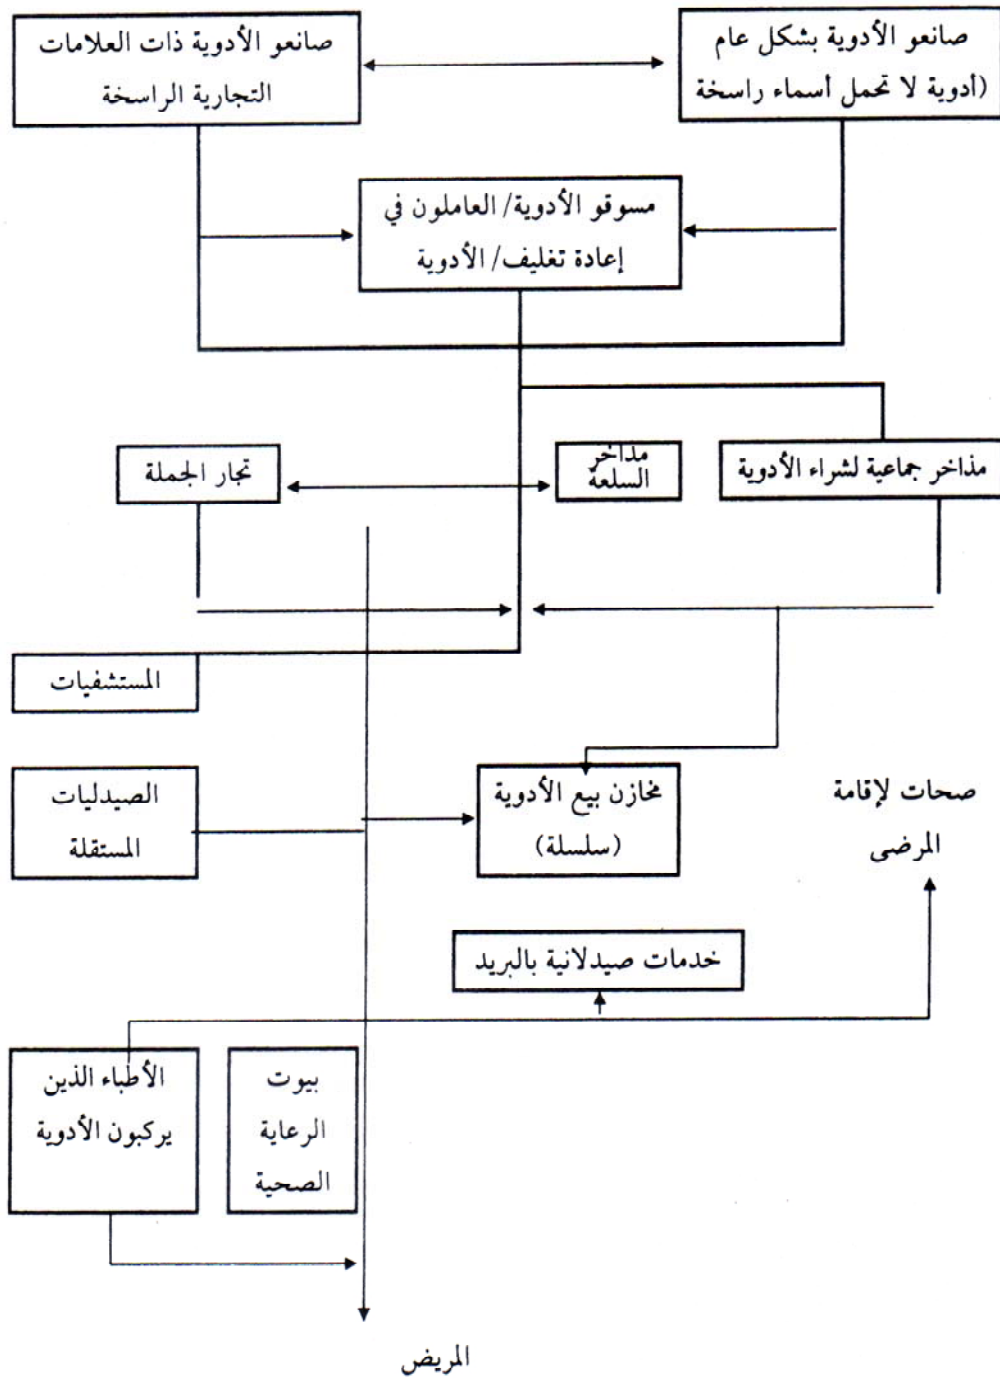 صانعو الأدوية بشكل عام
(أدوية لا تحمل أسماء راسخة
صانعو الأدوية ذات العلامات
التجارية الراسخة
مسوقو الأدوية/ العاملون في
إعادة تغليف/ الأدوية
مذاخر جماعية لشراء الأدوية
مذاخر
السلعة
تجار الجملة
المستشفيات
صحات لإقامة
المرضى
مخازن بيع الأدوية
(سلسلة)
الصيدليات
المستقلة
خدمات صيدلانية بالبريد
بيوت
الرعاية
الصحية
الأطباء الذين
يركبون الأدوية
المريض